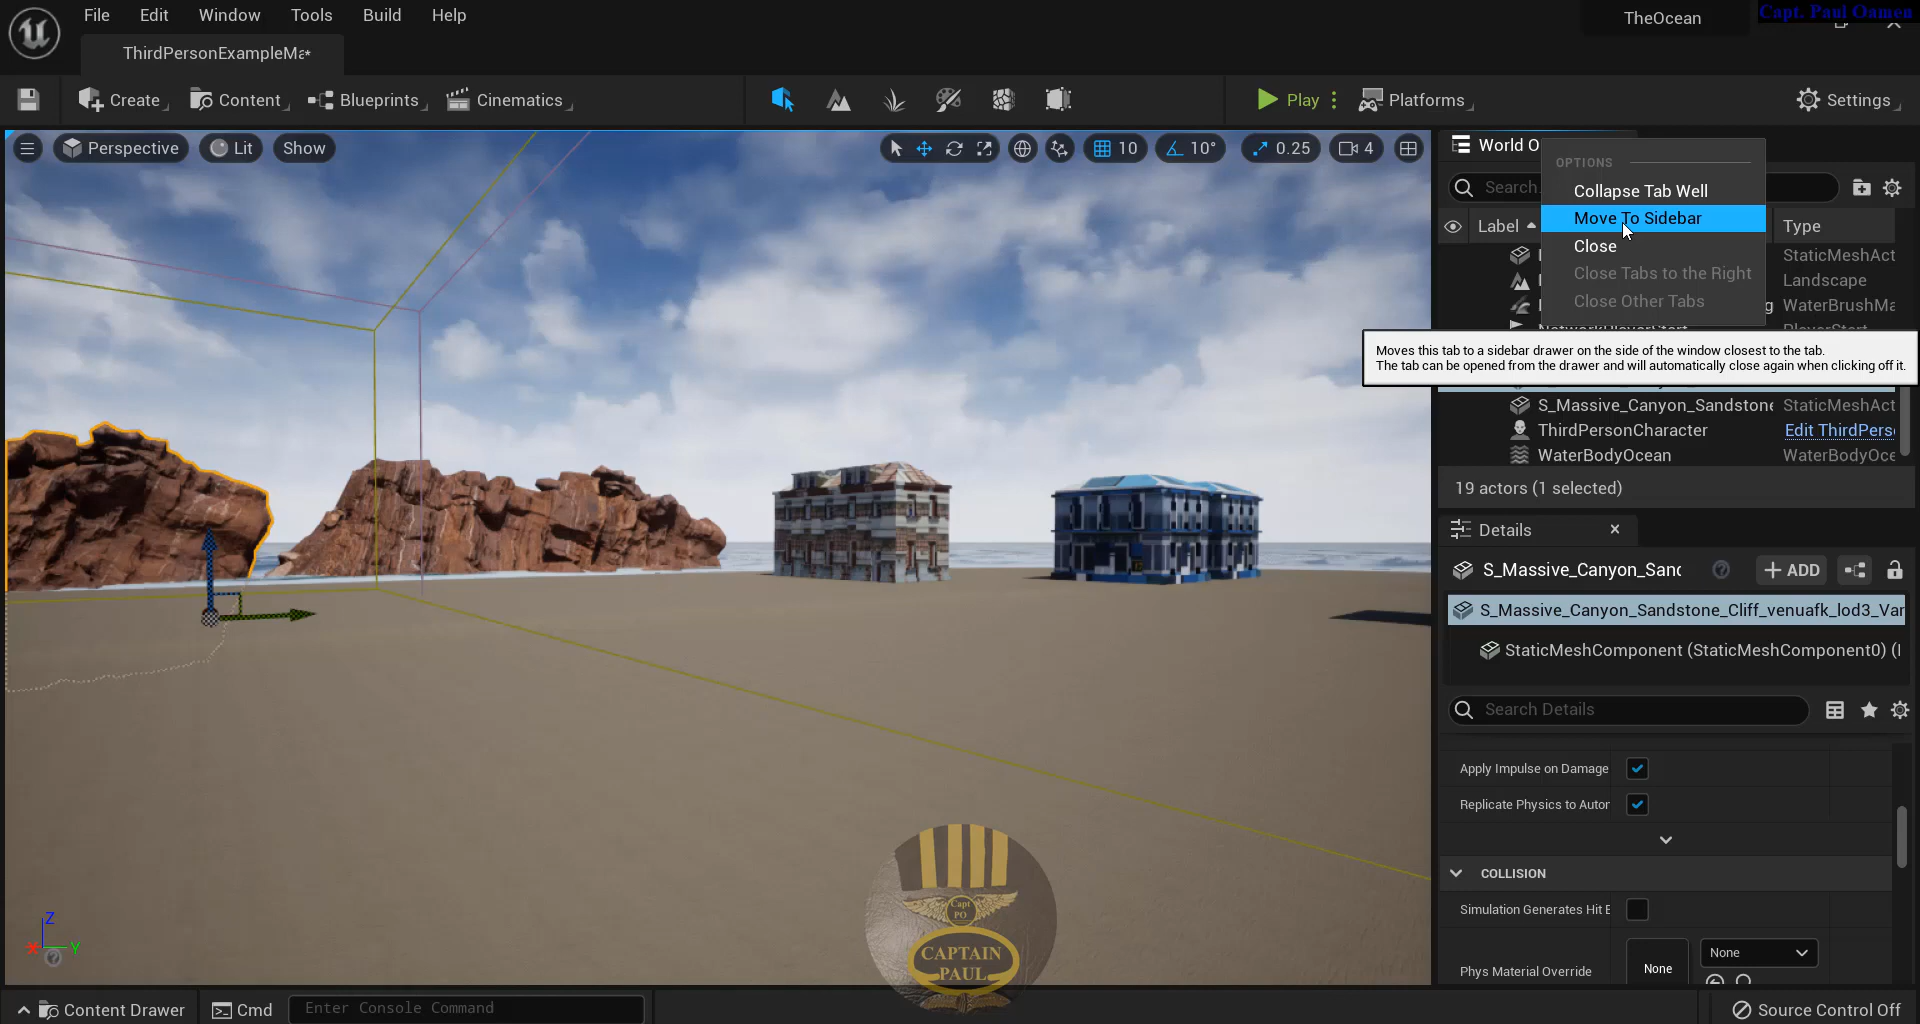 File Edit Window Tools Build Help
TheOcean
Capt. Paul Oamen
ThirdPersonExampleMa*
Create Content Blueprints Cinematics Play Platforms Settings
Perspective Lit Show 10 10° 0.25 4
World O
OPTIONS
Collapse Tab Well
Move To Sidebar
Close
Close Tabs to the Right
Close Other Tabs
Search
Label Type
StaticMeshAct
Landscape
WaterBrushMa
Moves this tab to a sidebar drawer on the side of the window closest to the tab.
The tab can be opened from the drawer and will automatically close again when clicking off it.
S_Massive_Canyon_Sandstone StaticMeshAct
ThirdPersonCharacter Edit ThirdPers
WaterBodyOcean WaterBodyOce
19 actors (1 selected)
Details
S_Massive_Canyon_Sand ADD
S_Massive_Canyon_Sandstone_Cliff_venuafk_lod3_Var
StaticMeshComponent (StaticMeshComponent0) (I
Search Details
Apply Impulse on Damage
Replicate Physics to Autor
COLLISION
Simulation Generates Hit E
Phys Material Override None None
Capt
PO
CAPTAIN
PAUL
Z
X Y
Content Drawer Cmd Enter Console Command Source Control Off